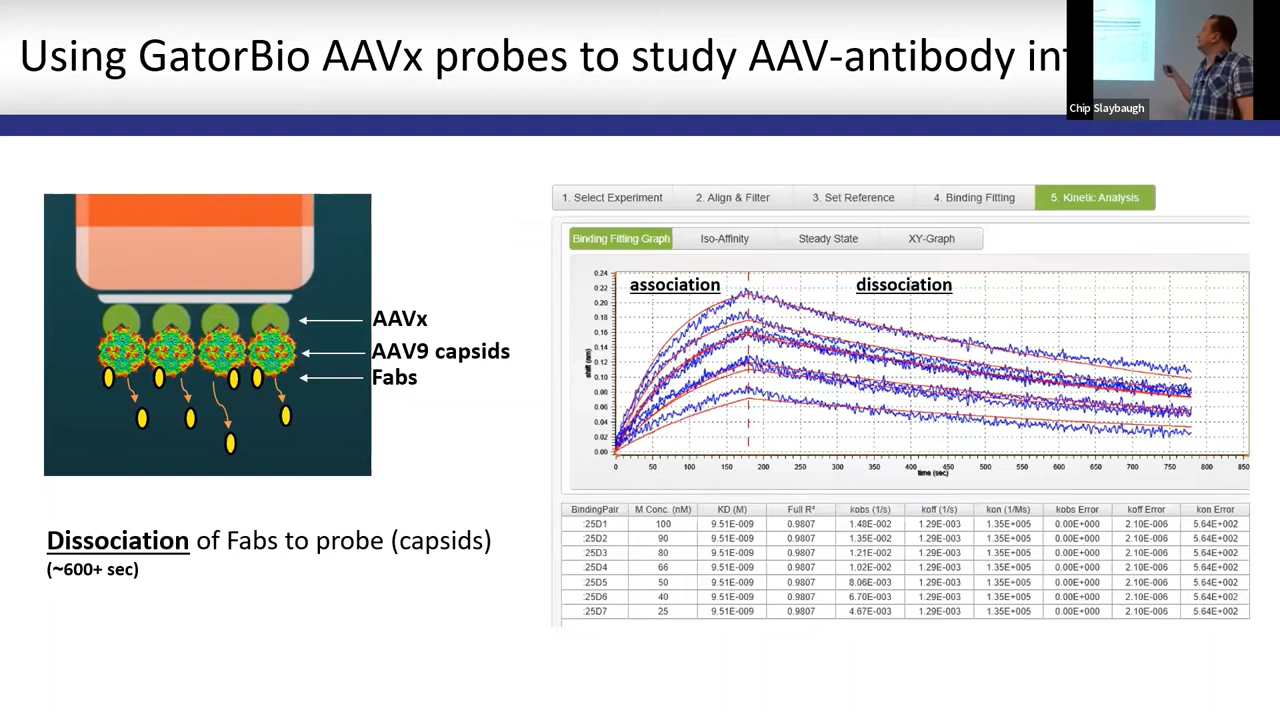 Using GatorBio AAVx probes to study AAV-antibody in
Chip Slaybaugh
AAVx
AAV9 capsids
Fabs
Dissociation of Fabs to probe (capsids)
(~600+ sec)
1. Select Experiment 2. Align & Filter 3. Set Reference 4. Binding Fitting 5. Kinetic Analysis
Binding Fitting Graph Iso-Affinity Steady State XY-Graph
association dissociation
shift (nm)
0.24
0.22
0.20
0.18
0.16
0.14
0.12
0.10
0.08
0.06
0.04
0.02
0.00
0 50 100 150 200 250 300 350 400 450 500 550 600 650 700 750 800 850
time (sec)
BindingPair M Conc. (nM) KD (M) Full R² kobs (1/s) koff (1/s) kon (1/Ms) kobs Error koff Error kon Error
:25D1 100 9.51E-009 0.9807 1.48E-002 1.29E-003 1.35E+005 0.00E+000 2.10E-006 5.64E+002
:25D2 90 9.51E-009 0.9807 1.35E-002 1.29E-003 1.35E+005 0.00E+000 2.10E-006 5.64E+002
:25D3 80 9.51E-009 0.9807 1.21E-002 1.29E-003 1.35E+005 0.00E+000 2.10E-006 5.64E+002
:25D4 66 9.51E-009 0.9807 1.02E-002 1.29E-003 1.35E+005 0.00E+000 2.10E-006 5.64E+002
:25D5 50 9.51E-009 0.9807 8.06E-003 1.29E-003 1.35E+005 0.00E+000 2.10E-006 5.64E+002
:25D6 40 9.51E-009 0.9807 6.70E-003 1.29E-003 1.35E+005 0.00E+000 2.10E-006 5.64E+002
:25D7 25 9.51E-009 0.9807 4.67E-003 1.29E-003 1.35E+005 0.00E+000 2.10E-006 5.64E+002